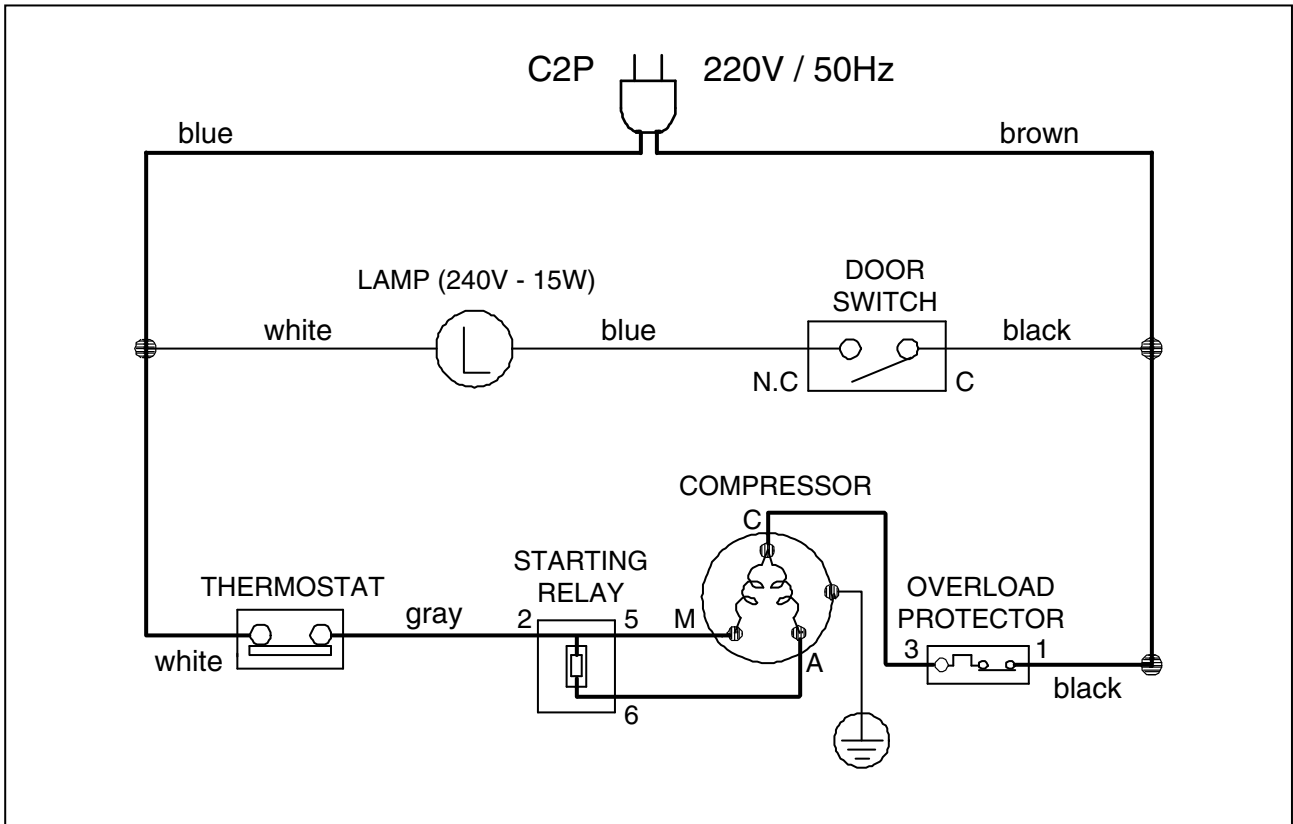 C2P
220V / 50Hz
blue
brown
LAMP (240V - 15W)
DOOR
SWITCH
white
L
blue
black
N.C
C
COMPRESSOR
C
THERMOSTAT
STARTING
RELAY
OVERLOAD
PROTECTOR
gray
2
5
M
A
3
1
white
6
black